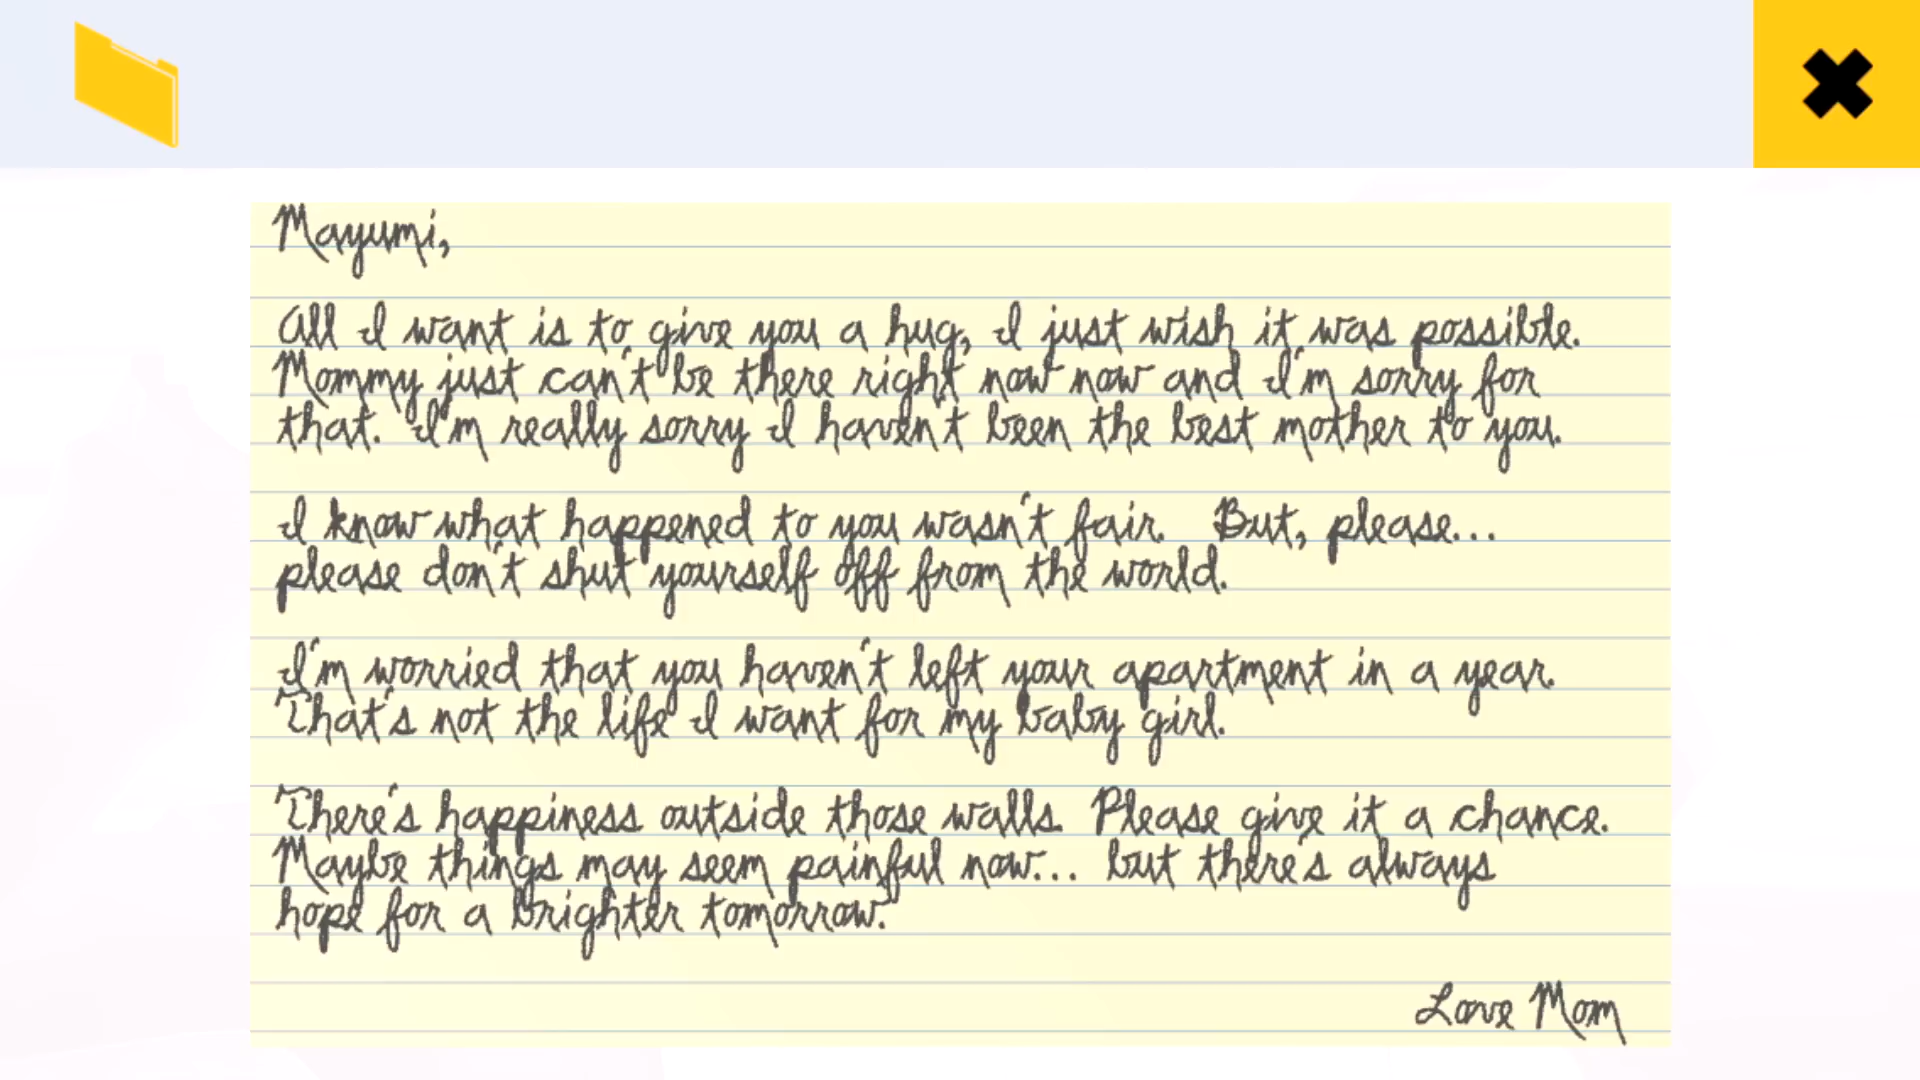 Mayumi,
All I want is to give you a hug, I just wish it was possible.
Mommy just can't be there right now now and I'm sorry for
that. I'm really sorry I haven't been the best mother to you.
I know what happened to you wasn't fair. But, please...
please don't shut yourself off from the world.
I'm worried that you haven't left your apartment in a year.
That's not the life I want for my baby girl.
There's happiness outside those walls. Please give it a chance.
Maybe things may seem painful now... but there's always
hope for a brighter tomorrow.
Love Mom